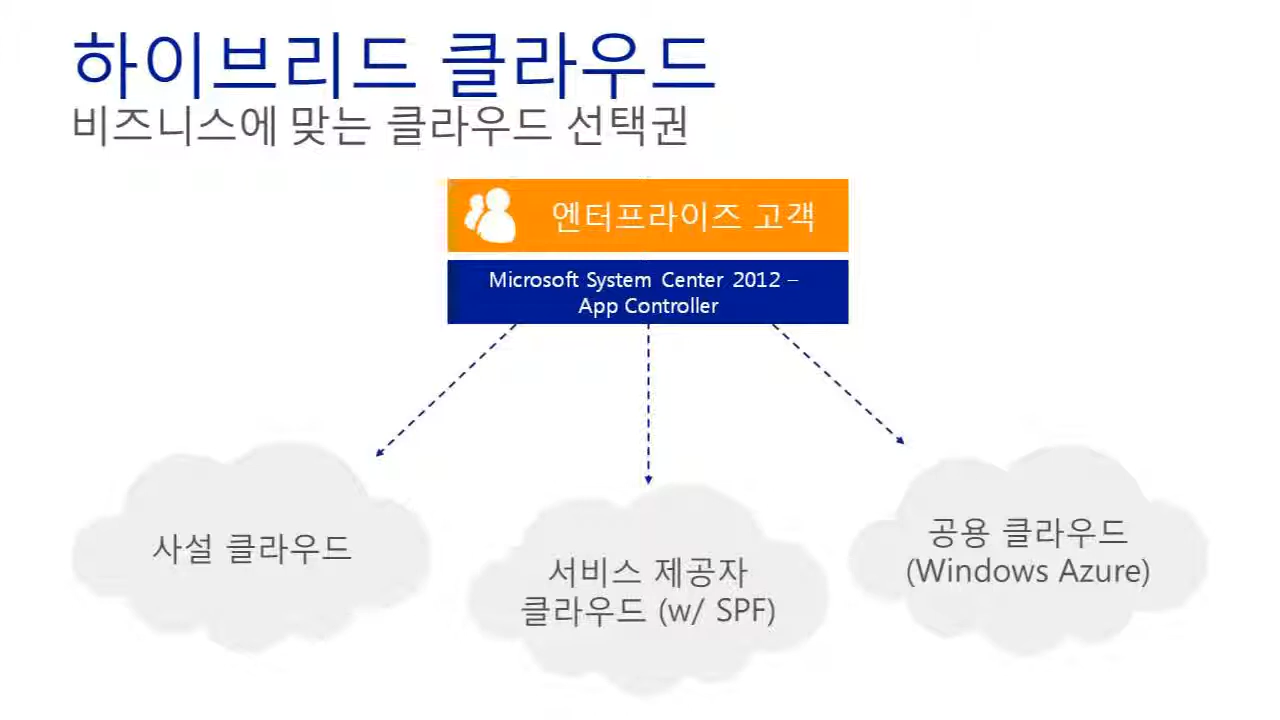 하이브리드 클라우드
비즈니스에 맞는 클라우드 선택권
엔터프라이즈 고객
Microsoft System Center 2012 –
App Controller
사설 클라우드
서비스 제공자
클라우드 (w/ SPF)
공용 클라우드
(Windows Azure)